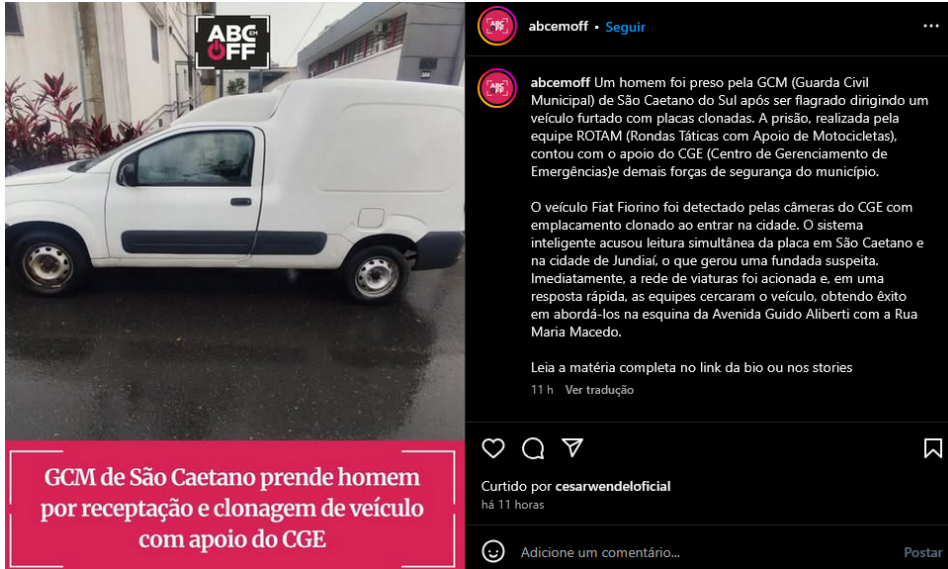 ABC EM
OFF
GCM de São Caetano prende homem
por receptação e clonagem de veículo
com apoio do CGE
abcemoff • Seguir
abcemoff Um homem foi preso pela GCM (Guarda Civil
Municipal) de São Caetano do Sul após ser flagrado dirigindo um
veículo furtado com placas clonadas. A prisão, realizada pela
equipe ROTAM (Rondas Táticas com Apoio de Motocicletas),
contou com o apoio do CGE (Centro de Gerenciamento de
Emergências)e demais forças de segurança do município.
O veículo Fiat Fiorino foi detectado pelas câmeras do CGE com
emplacamento clonado ao entrar na cidade. O sistema
inteligente acusou leitura simultânea da placa em São Caetano e
na cidade de Jundiaí, o que gerou uma fundada suspeita.
Imediatamente, a rede de viaturas foi acionada e, em uma
resposta rápida, as equipes cercaram o veículo, obtendo êxito
em abordá-los na esquina da Avenida Guido Aliberti com a Rua
Maria Macedo.
Leia a matéria completa no link da bio ou nos stories
11 h Ver tradução
Curtido por cesarwendeloficial
há 11 horas
Adicione um comentário...
Postar